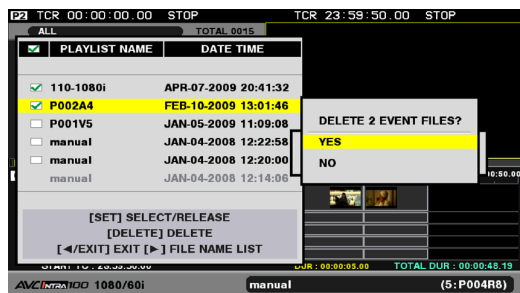 P2 TCR 00:00:00.00 STOP TCR 23:59:50.00 STOP
ALL TOTAL 0015
PLAYLIST NAME DATE TIME
110-1080i APR-07-2009 20:41:32
P002A4 FEB-10-2009 13:01:46
P001V5 JAN-05-2009 11:09:08
manual JAN-04-2008 12:22:58
manual JAN-04-2008 12:20:00
manual JAN-04-2008 12:14:06
DELETE 2 EVENT FILES?
YES
NO
[SET] SELECT/RELEASE
[DELETE] DELETE
[◀/EXIT] EXIT [▶] FILE NAME LIST
DUR : 00:00:05.00 TOTAL DUR : 00:00:48.19
AVC-INTRA 100 1080/60i manual (5:P004R8)